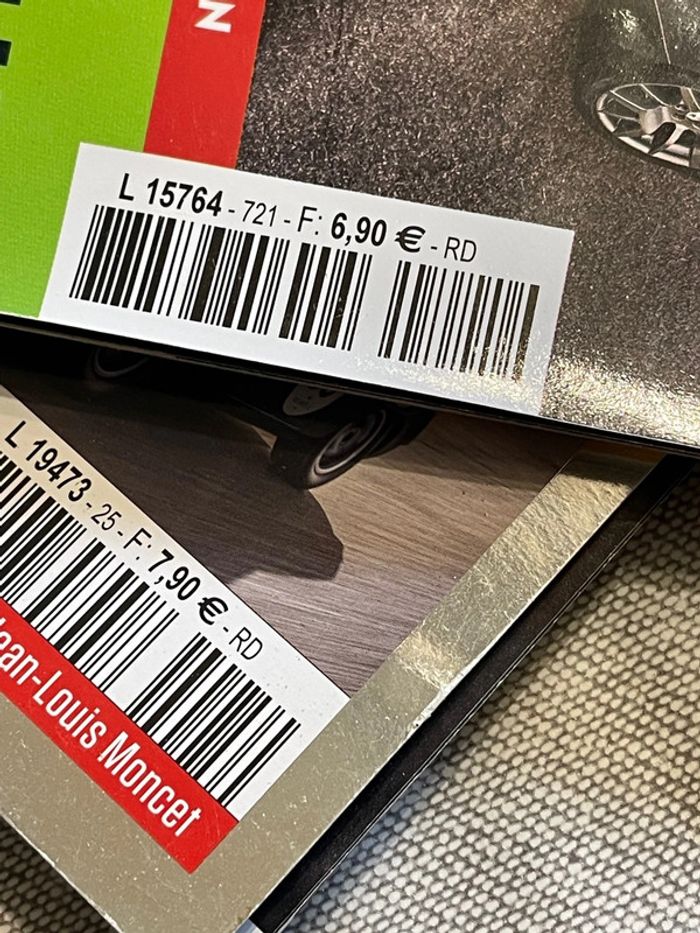 N
L 15764 - 721 - F: 6,90 € - RD
L 19473 - 25 - F: 7,90 € - RD
Jean-Louis Moncet